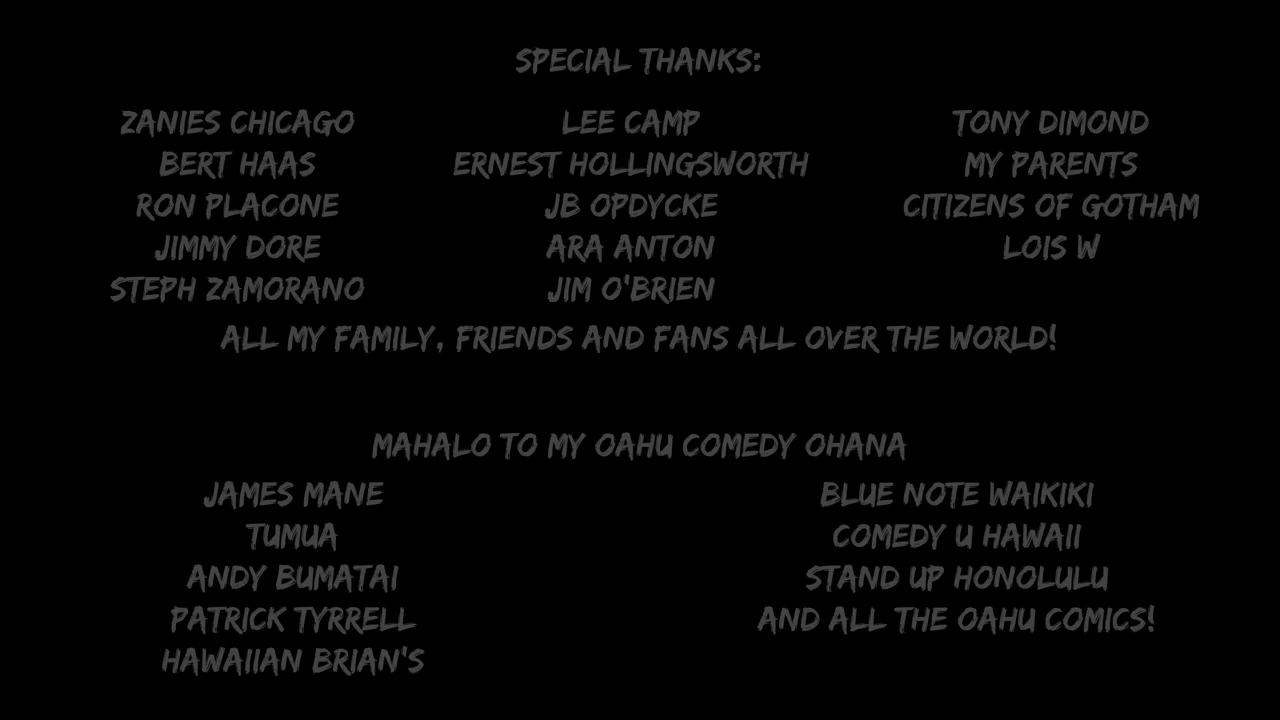 SPECIAL THANKS:
ZANIES CHICAGO
BERT HAAS
RON PLACONE
JIMMY DORE
STEPH ZAMORANO
LEE CAMP
ERNEST HOLLINGSWORTH
JB OPDYCKE
ARA ANTON
JIM O'BRIEN
TONY DIMOND
MY PARENTS
CITIZENS OF GOTHAM
LOIS W
ALL MY FAMILY, FRIENDS AND FANS ALL OVER THE WORLD!
MAHALO TO MY OAHU COMEDY OHANA
JAMES MANE
TUMUA
ANDY BUMATAI
PATRICK TYRRELL
HAWAIIAN BRIAN'S
BLUE NOTE WAIKIKI
COMEDY U HAWAII
STAND UP HONOLULU
AND ALL THE OAHU COMICS!